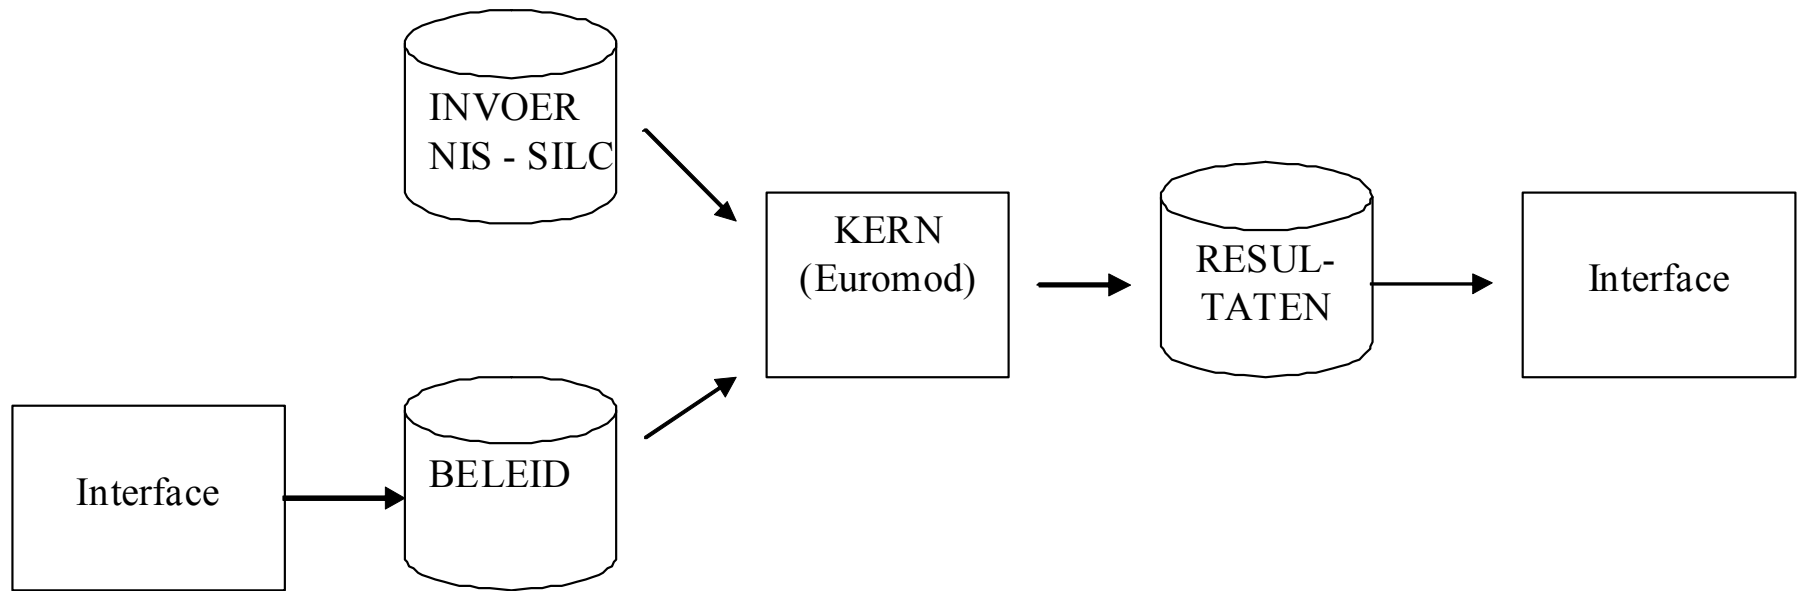 INVOER
NIS - SILC
KERN
(Euromod)
RESUL-
TATEN
Interface
Interface
BELEID